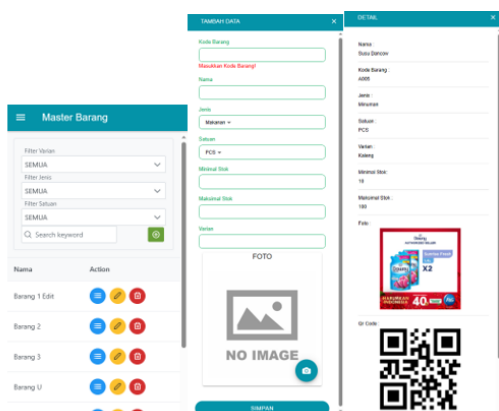 Master Barang
Filter Varian
SEMUA
Filter Jenis
SEMUA
Filter Satuan
SEMUA
Search keyword
Nama Action
Barang 1 Edit
Barang 2
Barang 3
Barang U
TAMBAH DATA ×
Kode Barang
Masukkan Kode Barang!
Nama
Jenis
Makanan
Satuan
PCS
Minimal Stok
Maksimal Stok
Varian
FOTO
NO IMAGE
SIMPAN
DETAIL ×
Nama :
Susu Dancow
Kode Barang :
A005
Jenis :
Minuman
Satuan :
PCS
Varian :
Kaleng
Minimal Stok :
10
Maksimal Stok :
100
Foto :
Downy
X2
40
Qr Code :